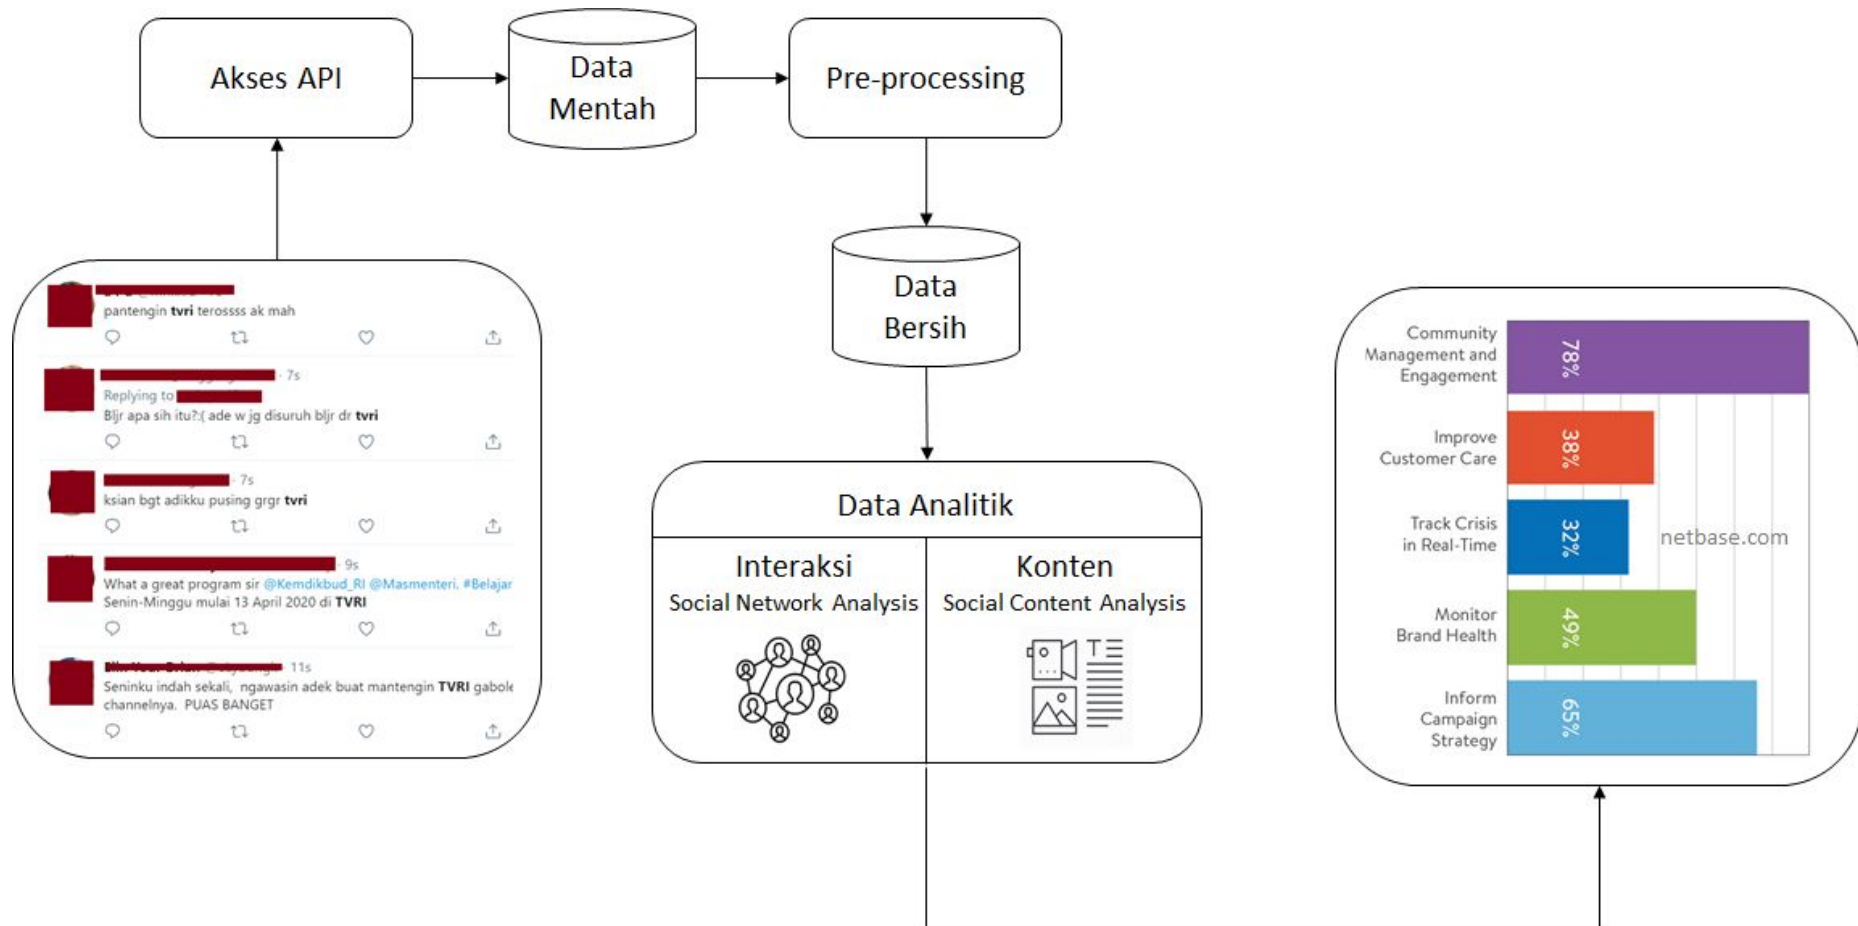 Akses API
Data
Mentah
Pre-processing
Data
Bersih
pantengin tvri terossss ak mah
· 7s
Replying to
Bljr apa sih itu?:( ade w jg disuruh bljr dr tvri
· 7s
ksian bgt adikku pusing grgr tvri
· 9s
What a great program sir @Kemdikbud_RI @Masmenteri. #Belajar
Senin-Minggu mulai 13 April 2020 di TVRI
· 11s
Seninku indah sekali, ngawasin adek buat mantengin TVRI gabole
channelnya. PUAS BANGET
Data Analitik
Interaksi
Social Network Analysis
Konten
Social Content Analysis
T
Community
Management and
Engagement
78%
Improve
Customer Care
38%
Track Crisis
in Real-Time
32%
netbase.com
Monitor
Brand Health
49%
Inform
Campaign
Strategy
65%